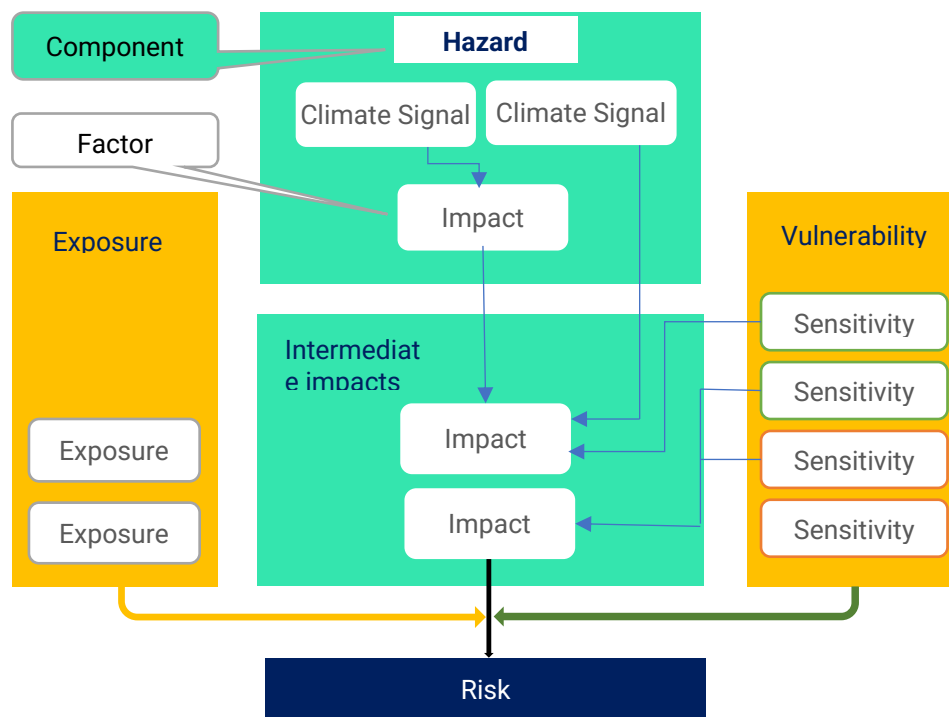 Component
Hazard
Climate Signal
Climate Signal
Factor
Impact
Exposure
Vulnerability
Intermediat
e impacts
Sensitivity
Sensitivity
Sensitivity
Sensitivity
Impact
Impact
Exposure
Exposure
Risk